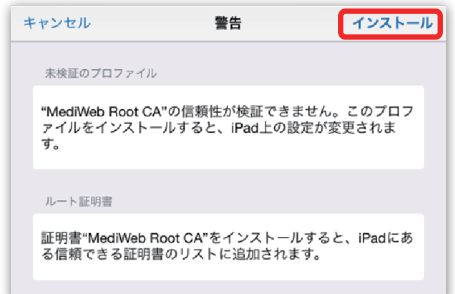 キャンセル 警告 インストール
未検証のプロファイル
“MediWeb Root CA”の信頼性が検証できません。このプロフ
ァイルをインストールすると、iPad上の設定が変更されま
す。
ルート証明書
証明書“MediWeb Root CA”をインストールすると、iPadにあ
る信頼できる証明書のリストに追加されます。